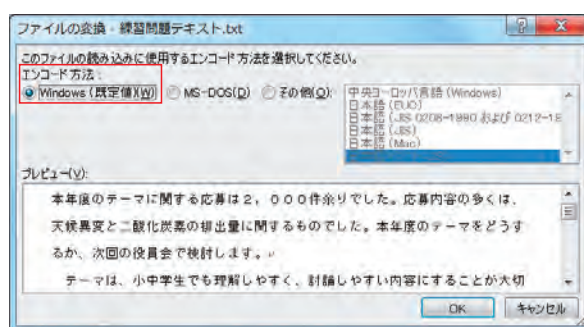 ファイルの変換 - 練習問題テキスト.txt
このファイルの読み込みに使用するエンコード方法を選択してください。
エンコード方法:
Windows (既定値)(W) MS-DOS(D) その他(O):
中央ヨーロッパ言語 (Windows)
日本語 (EUC)
日本語 (JIS 0208-1990 および 0212-19
日本語 (JIS)
日本語 (Mac)
プレビュー(V):
本年度のテーマに関する応募は2,000件余りでした。応募内容の多くは、
天候異変と二酸化炭素の排出量に関するものでした。本年度のテーマをどうす
るか、次回の役員会で検討します。
テーマは、小中学生でも理解しやすく、討論しやすい内容にすることが大切
OK キャンセル